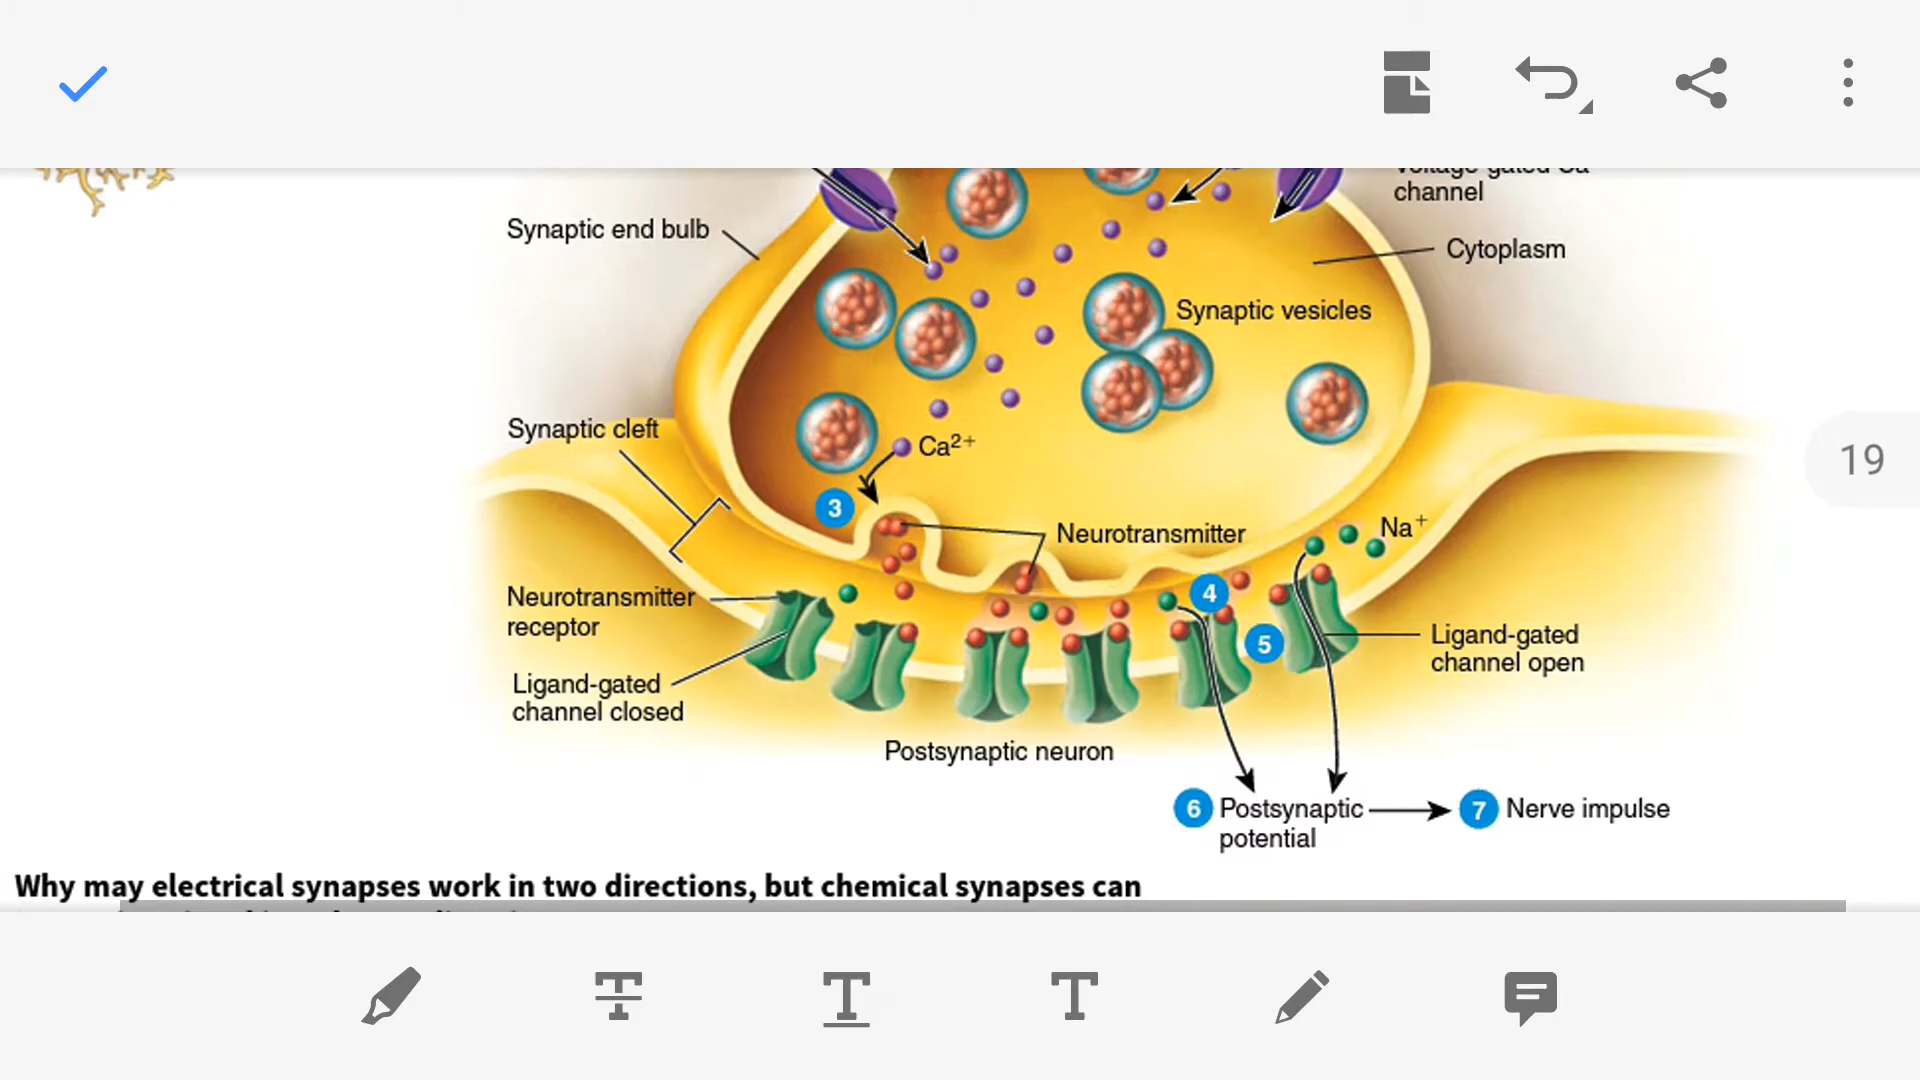 channel
Synaptic end bulb
Cytoplasm
Synaptic vesicles
Synaptic cleft
Ca2+
19
3
Neurotransmitter
Na+
4
Neurotransmitter
receptor
5
Ligand-gated
channel open
Ligand-gated
channel closed
Postsynaptic neuron
6 Postsynaptic
potential
7 Nerve impulse
Why may electrical synapses work in two directions, but chemical synapses can